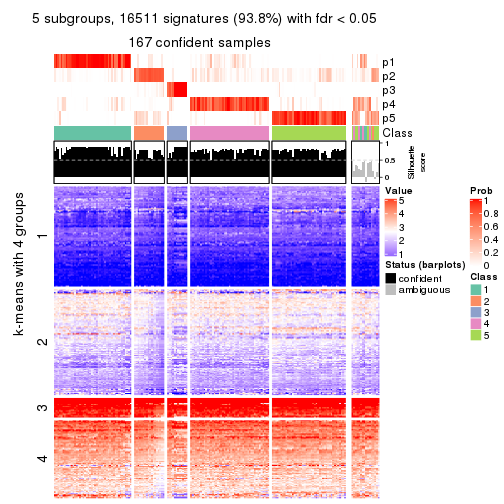 5 subgroups, 16511 signatures (93.8%) with fdr < 0.05
167 confident samples
p1
p2
p3
p4
p5
Class
1
0.5
0
Silhouette
score
k-means with 4 groups
1
2
3
4
Value
5
4
3
2
1
Status (barplots)
confident
ambiguous
Prob
1
0.8
0.6
0.4
0.2
0
Class
1
2
3
4
5